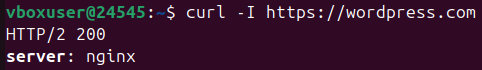 vboxuser@24545:~$ curl -I https://wordpress.com
HTTP/2 200
server: nginx